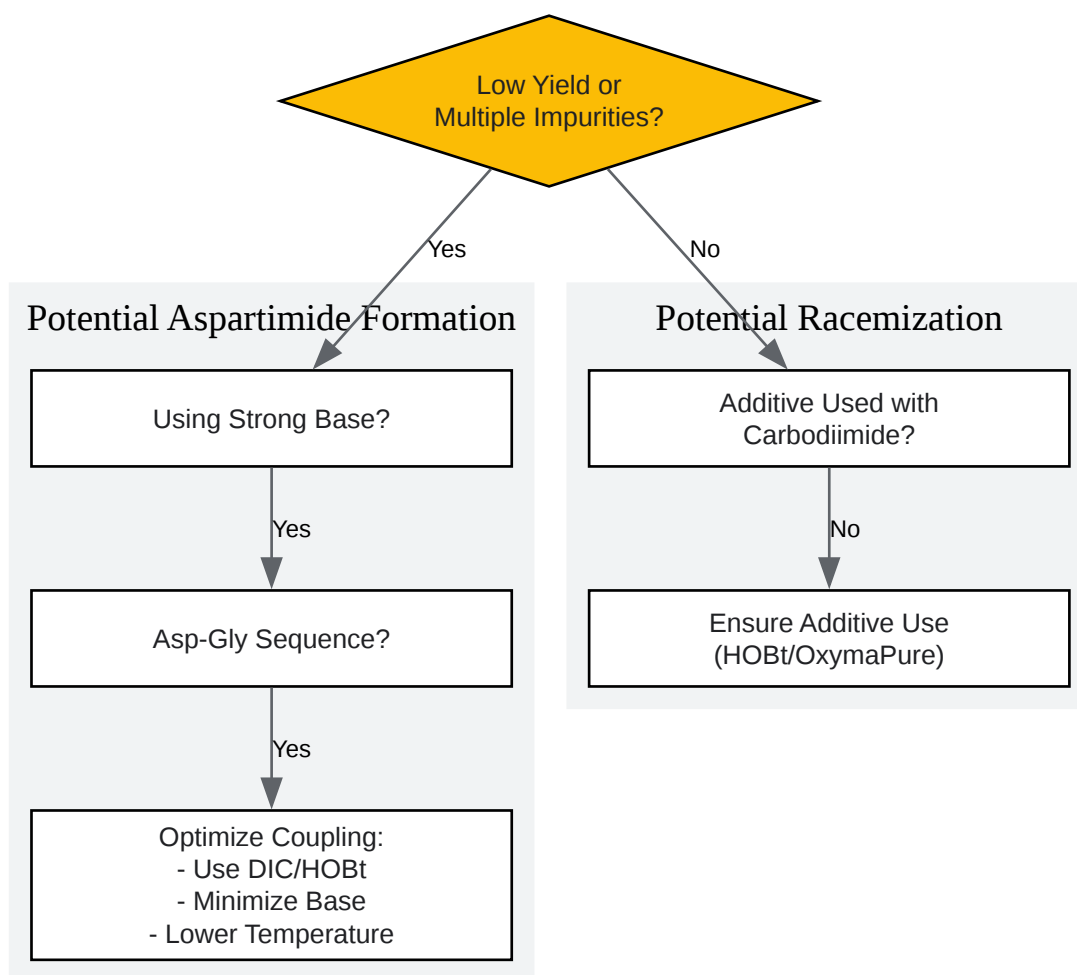 Low Yield or
Multiple Impurities?
Yes
No
Potential Aspartimide Formation
Using Strong Base?
Yes
Asp-Gly Sequence?
Yes
Optimize Coupling:
- Use DIC/HOBt
- Minimize Base
- Lower Temperature
Potential Racemization
Additive Used with
Carbodiimide?
No
Ensure Additive Use
(HOBt/OxymaPure)